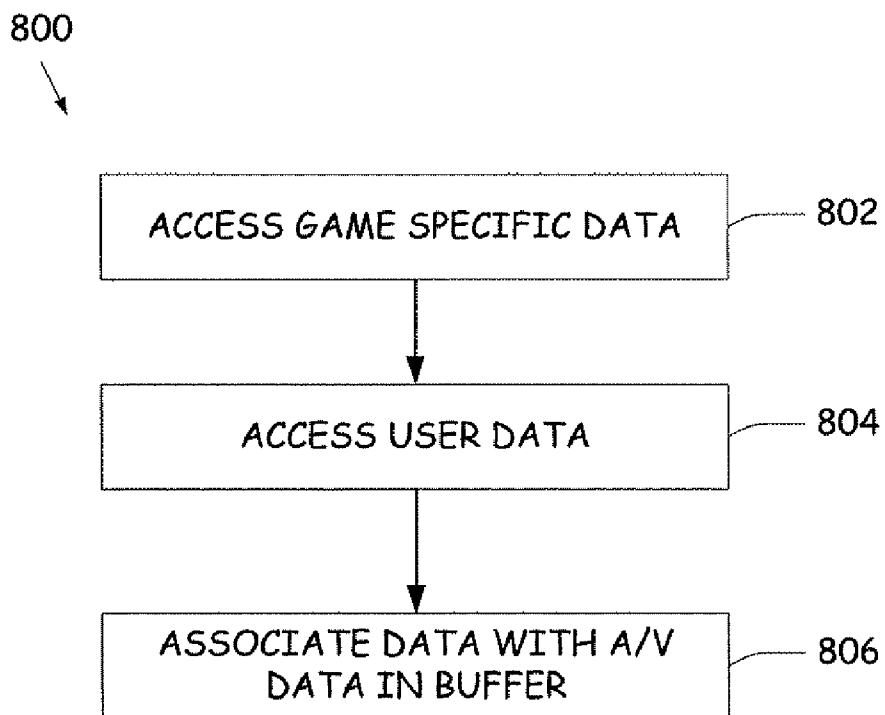 800
ACCESS GAME SPECIFIC DATA
802
ACCESS USER DATA
804
ASSOCIATE DATA WITH A/V
DATA IN BUFFER
806